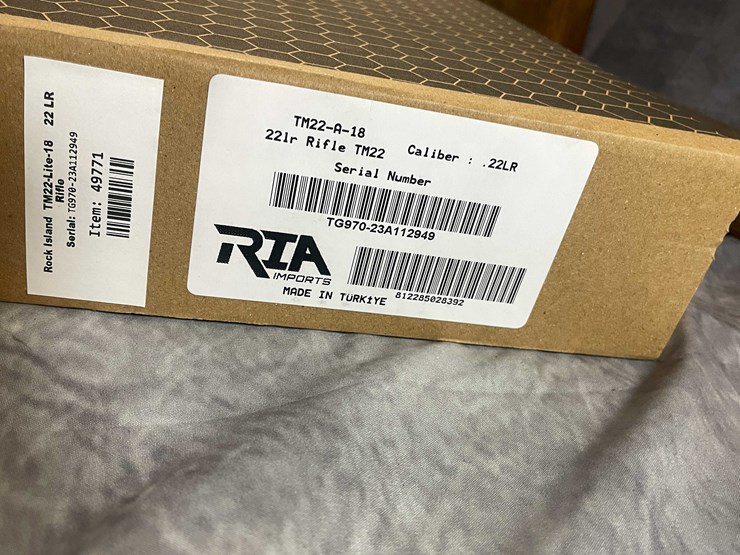 Rock Island TM22-Lite-18 22 LR
Rifle
Serial: TG970-23A112949
Item: 49771
TM22-A-18
22lr Rifle TM22 Caliber : .22LR
Serial Number
TG970-23A112949
RIA
IMPORTS
MADE IN TÜRKİYE 812285028392